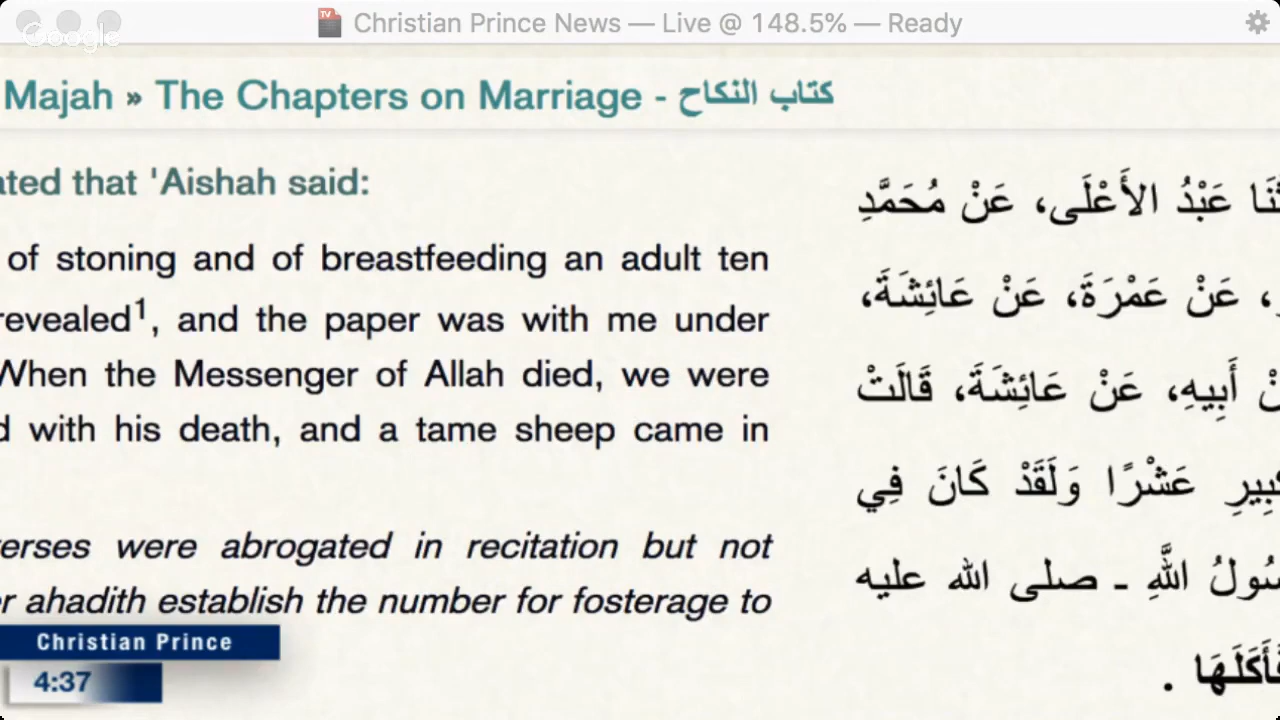 Christian Prince News — Live @ 148.5% — Ready
Google
Majah » The Chapters on Marriage - كتاب النكاح
ated that 'Aishah said:
of stoning and of breastfeeding an adult ten
revealed1, and the paper was with me under
When the Messenger of Allah died, we were
d with his death, and a tame sheep came in
erses were abrogated in recitation but not
er ahadith establish the number for fosterage to
ثَنَا عَبْدُ الأَعْلَى، عَنْ مُحَمَّدِ
، عَنْ عَمْرَةَ، عَنْ عَائِشَةَ،
نْ أَبِيهِ، عَنْ عَائِشَةَ، قَالَتْ
كَبِيرِ عَشْرًا وَلَقَدْ كَانَ فِي
سُولُ اللَّهِ ـ صلى الله عليه
فَأَكَلَهَا .
Christian Prince
4:37